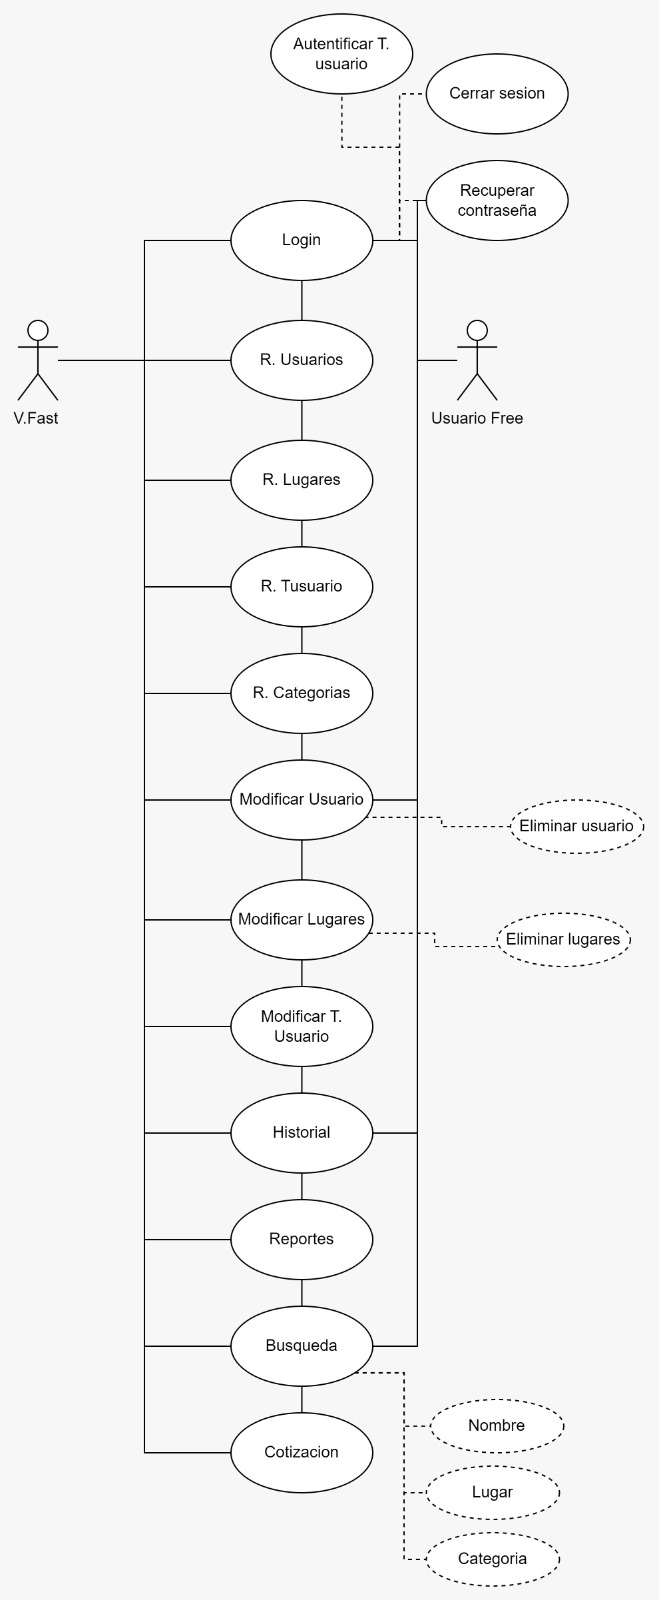 Autentificar T.
usuario
Cerrar sesion
Recuperar
contraseña
Login
R. Usuarios
V.Fast
Usuario Free
R. Lugares
R. Tusuario
R. Categorias
Modificar Usuario
Eliminar usuario
Modificar Lugares
Eliminar lugares
Modificar T.
Usuario
Historial
Reportes
Busqueda
Nombre
Cotizacion
Lugar
Categoria